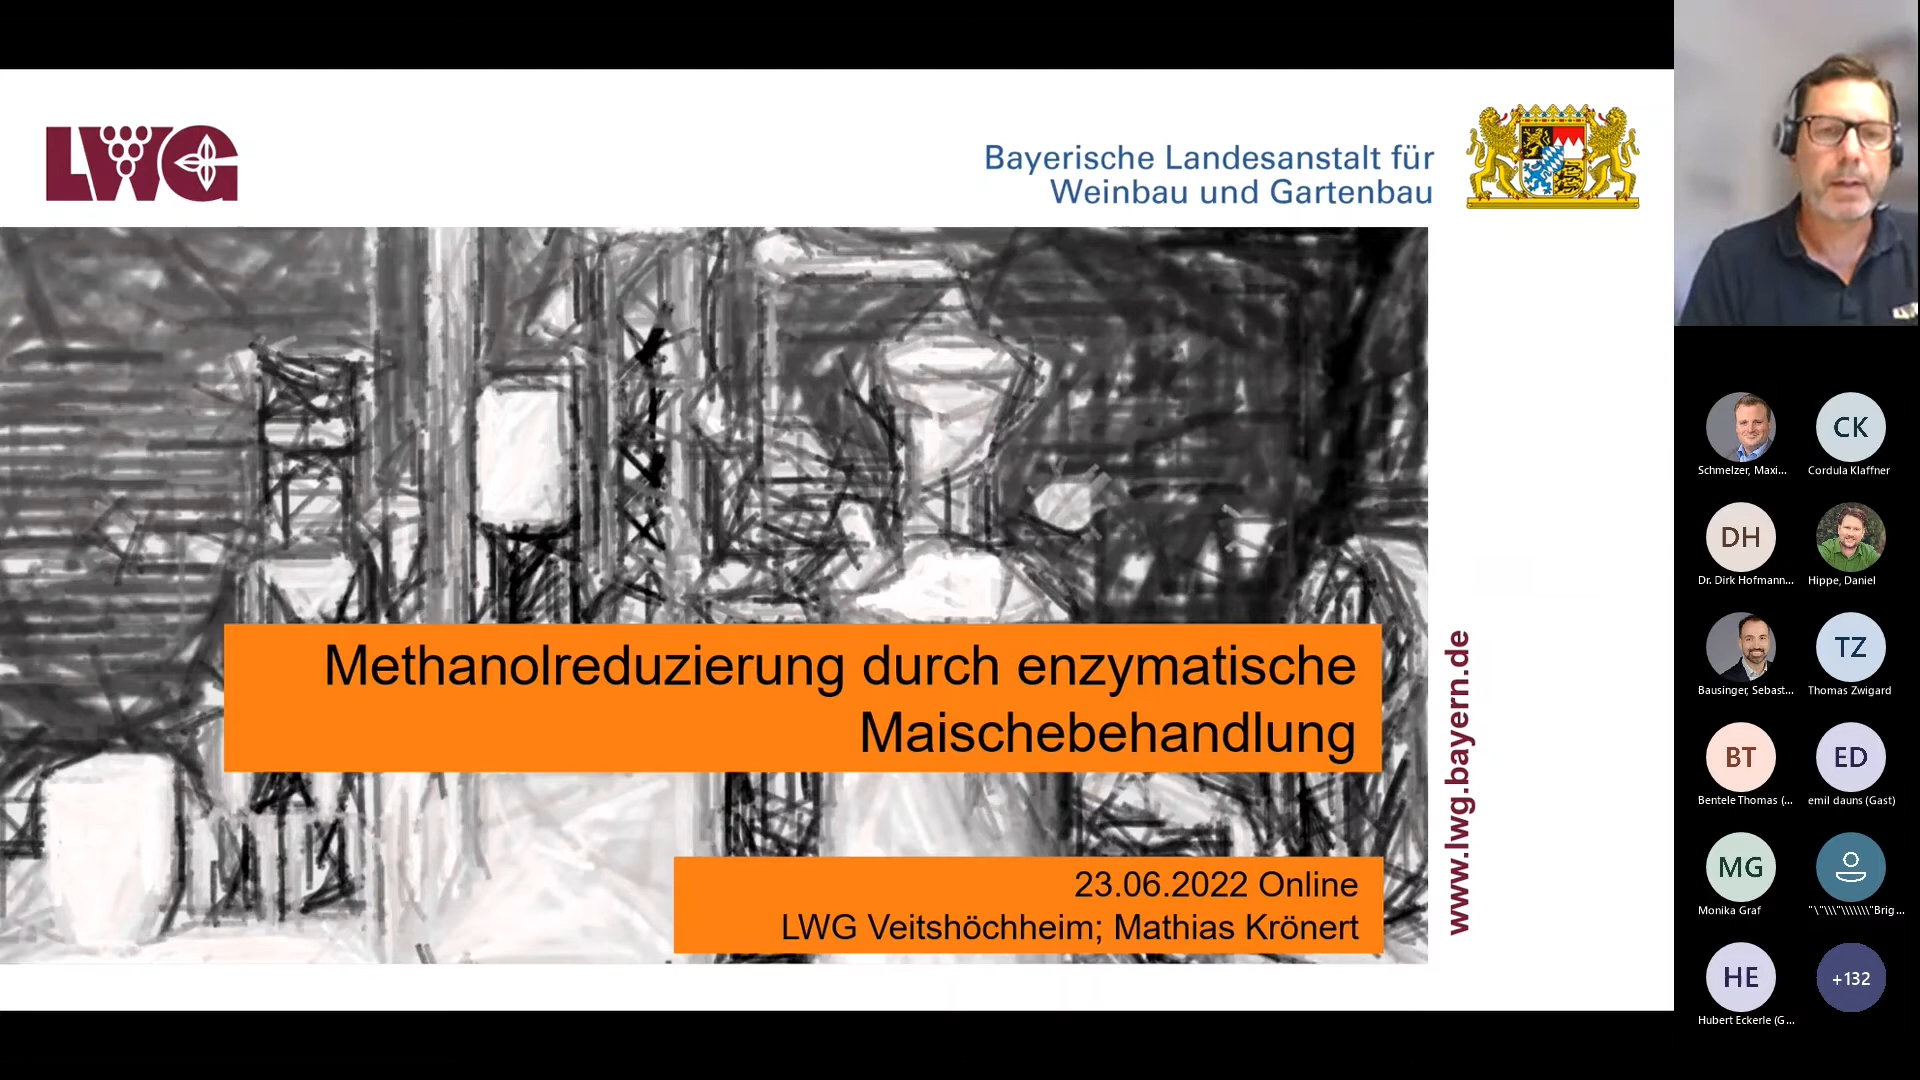 LWG
Bayerische Landesanstalt für
Weinbau und Gartenbau
Methanolreduzierung durch enzymatische
Maischebehandlung
23.06.2022 Online
LWG Veitshöchheim; Mathias Krönert
www.lwg.bayern.de
Schmelzer, Maxi...
CK
Cordula Klaffner
DH
Dr. Dirk Hofmann...
Hippe, Daniel
Bausinger, Sebast...
TZ
Thomas Zwigard
BT
Bentele Thomas (...
ED
emil dauns (Gast)
MG
Monika Graf
"\"\\\"\\\\\\\"Brig...
HE
Hubert Eckerle (G...
+132